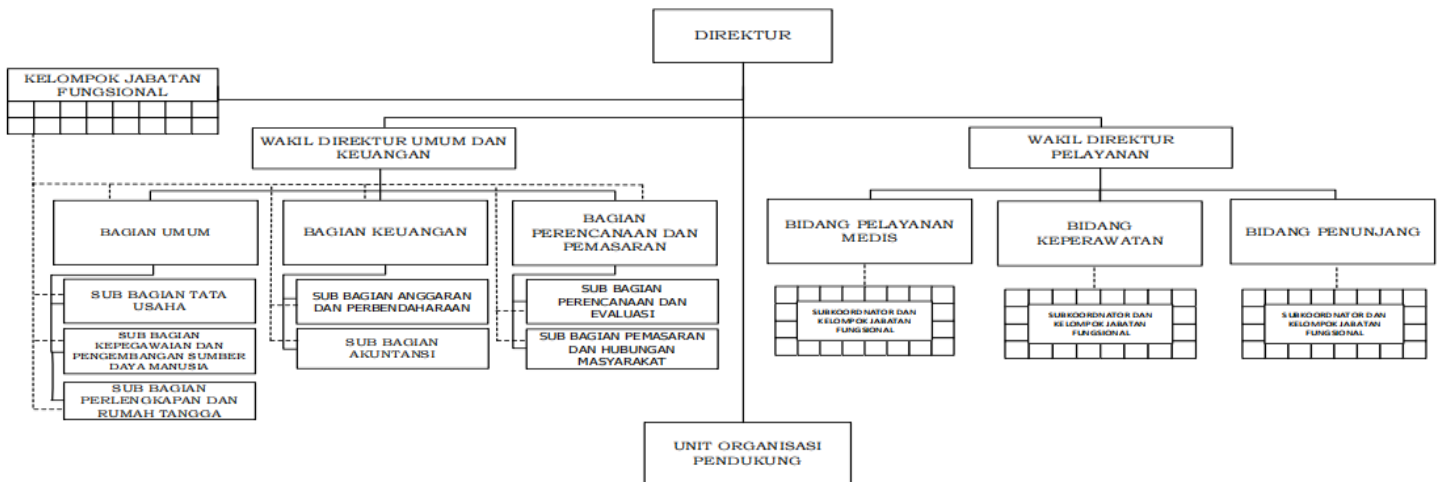 DIREKTUR
KELOMPOK JABATAN
FUNGSIONAL
WAKIL DIREKTUR UMUM DAN
KEUANGAN
WAKIL DIREKTUR
PELAYANAN
BAGIAN UMUM
BAGIAN KEUANGAN
BAGIAN
PERENCANAAN DAN
PEMASARAN
BIDANG PELAYANAN
MEDIS
BIDANG
KEPERAWATAN
BIDANG PENUNJANG
SUB BAGIAN TATA
USAHA
SUB BAGIAN
KEPEGAWAIAN DAN
PENGEMBANGAN SUMBER
DAYA MANUSIA
SUB BAGIAN
PERLENGKAPAN DAN
RUMAH TANGGA
SUB BAGIAN ANGGARAN
DAN PERBENDAHARAAN
SUB BAGIAN
AKUNTANSI
SUB BAGIAN
PERENCANAAN DAN
EVALUASI
SUB BAGIAN PEMASARAN
DAN HUBUNGAN
MASYARAKAT
SUBKOORDNATOR DAN
KELOMPOK JABATAN
FUNGSIONAL
SUBKOORDNATOR DAN
KELOMPOK JABATAN
FUNGSIONAL
SUBKOORDNATOR DAN
KELOMPOK JABATAN
FUNGSIONAL
UNIT ORGANISASI
PENDUKUNG